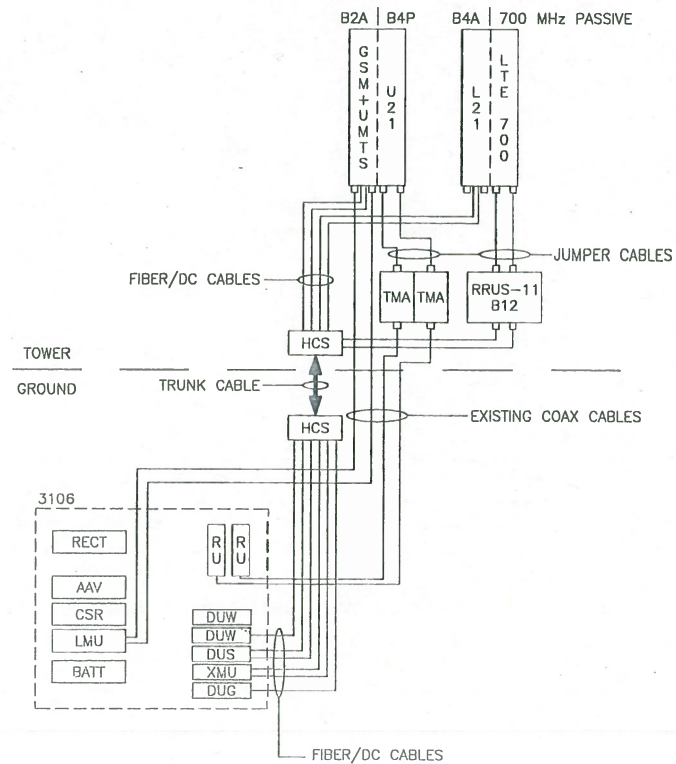 B2A | B4P
B4A | 700 MHz PASSIVE
GSM+UMTS
U21
L21
LTE 700
JUMPER CABLES
FIBER/DC CABLES
TMA
TMA
RRUS-11
B12
HCS
TOWER
GROUND
TRUNK CABLE
HCS
EXISTING COAX CABLES
3106
RECT
RU
RU
AAV
CSR
LMU
BATT
DUW
DUW
DUS
XMU
DUG
FIBER/DC CABLES